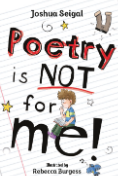 Joshua Seigal
Poetry
is NOT
for
me!
Illustrated by
Rebecca Burgess